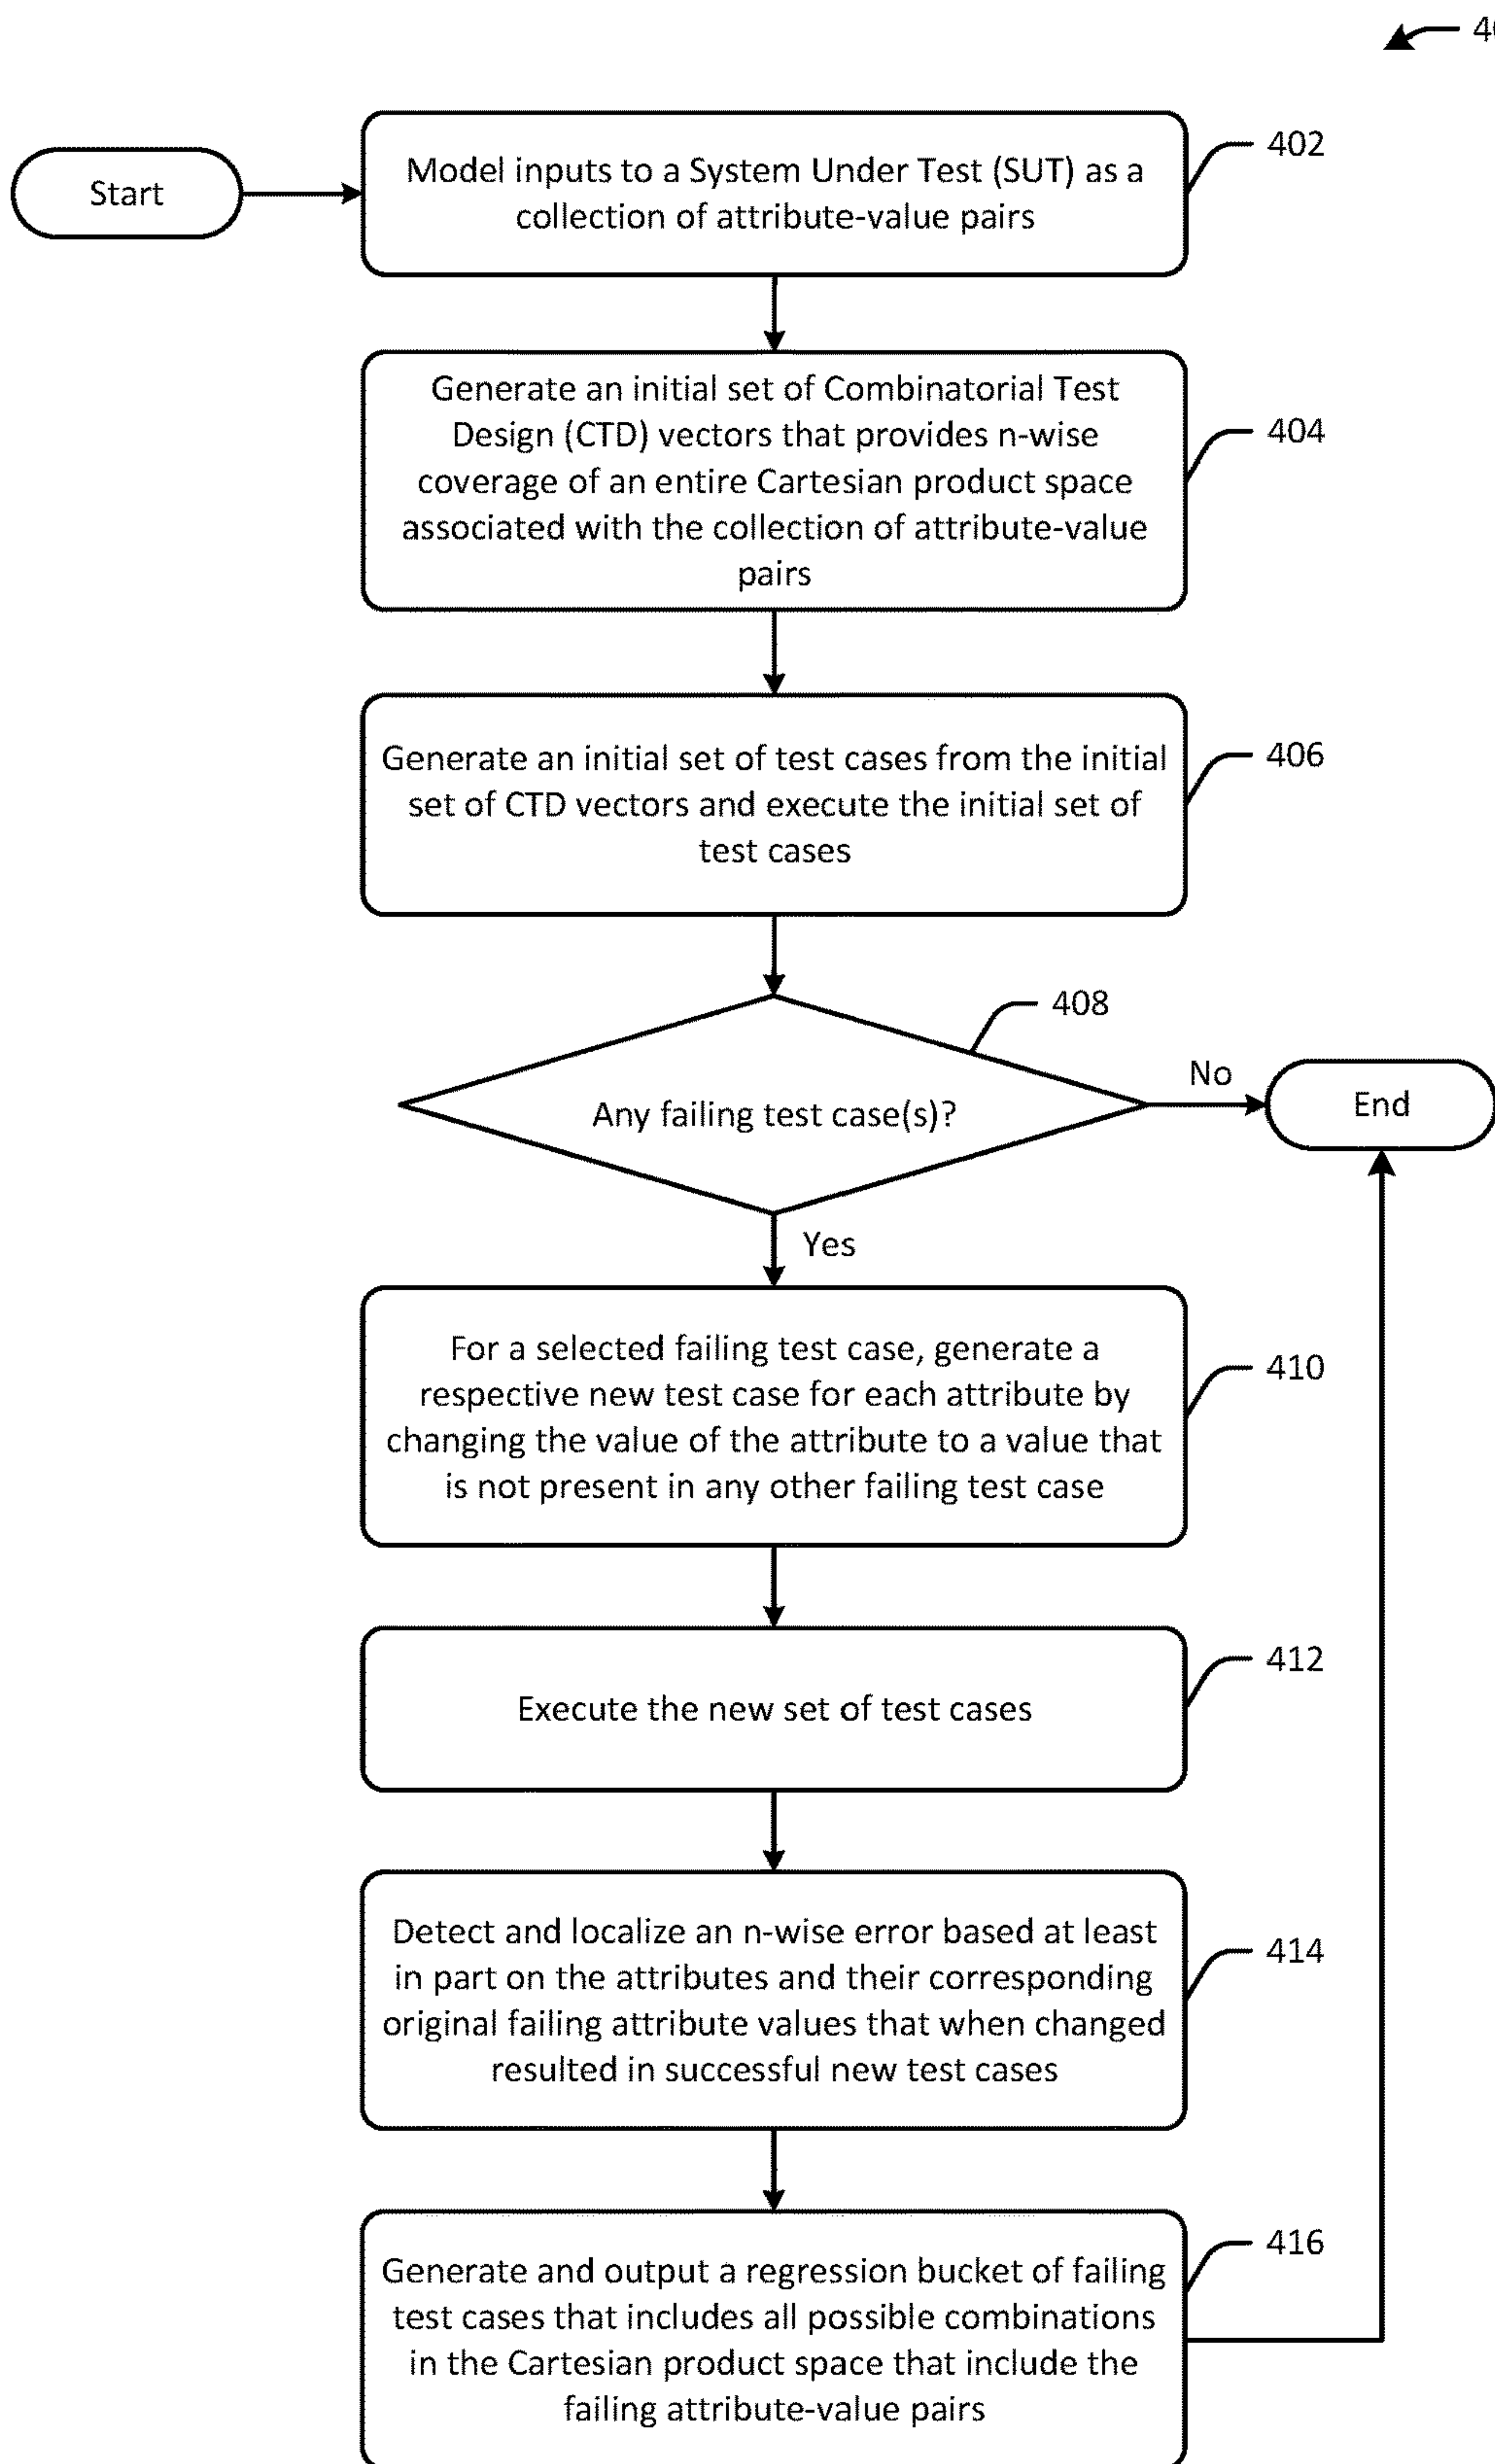 Start
Model inputs to a System Under Test (SUT) as a
collection of attribute-value pairs
402
Generate an initial set of Combinatorial Test
Design (CTD) vectors that provides n-wise
coverage of an entire Cartesian product space
associated with the collection of attribute-value
pairs
404
Generate an initial set of test cases from the initial
set of CTD vectors and execute the initial set of
test cases
406
408
Any failing test case(s)?
No
End
Yes
For a selected failing test case, generate a
respective new test case for each attribute by
changing the value of the attribute to a value that
is not present in any other failing test case
410
Execute the new set of test cases
412
Detect and localize an n-wise error based at least
in part on the attributes and their corresponding
original failing attribute values that when changed
resulted in successful new test cases
414
Generate and output a regression bucket of failing
test cases that includes all possible combinations
in the Cartesian product space that include the
failing attribute-value pairs
416